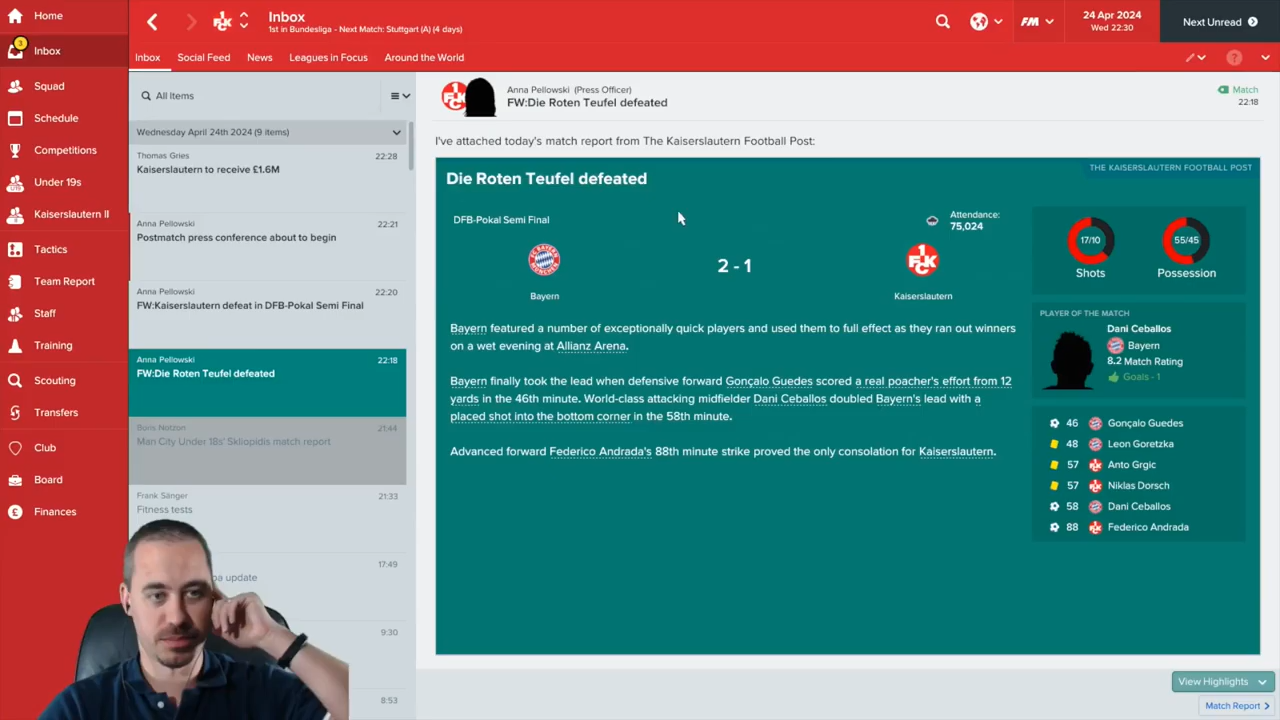 Home
Inbox
1st in Bundesliga - Next Match: Stuttgart (A) (4 days)
FM
24 Apr 2024
Wed 22:30
Next Unread
3
Inbox
Squad
Schedule
Competitions
Under 19s
Kaiserslautern II
Tactics
Team Report
Staff
Training
Scouting
Transfers
Club
Board
Finances
Inbox
Social Feed
News
Leagues in Focus
Around the World
All Items
Wednesday April 24th 2024 (9 items)
Thomas Gries
22:28
Kaiserslautern to receive £1.6M
Anna Pellowski
22:21
Postmatch press conference about to begin
Anna Pellowski
22:20
FW:Kaiserslautern defeat in DFB-Pokal Semi Final
Anna Pellowski
22:18
FW:Die Roten Teufel defeated
Boris Notzon
21:44
Man City Under 18s' Skliopidis match report
Frank Sänger
21:33
Fitness tests
17:49
update
9:30
8:53
Anna Pellowski (Press Officer)
FW:Die Roten Teufel defeated
Match
22:18
I've attached today's match report from The Kaiserslautern Football Post:
THE KAISERSLAUTERN FOOTBALL POST
Die Roten Teufel defeated
DFB-Pokal Semi Final
Attendance:
75,024
2 - 1
Bayern
Kaiserslautern
Bayern featured a number of exceptionally quick players and used them to full effect as they ran out winners
on a wet evening at Allianz Arena.
Bayern finally took the lead when defensive forward Gonçalo Guedes scored a real poacher's effort from 12
yards in the 46th minute. World-class attacking midfielder Dani Ceballos doubled Bayern's lead with a
placed shot into the bottom corner in the 58th minute.
Advanced forward Federico Andrada's 88th minute strike proved the only consolation for Kaiserslautern.
17/10
Shots
55/45
Possession
PLAYER OF THE MATCH
Dani Ceballos
Bayern
8.2 Match Rating
Goals - 1
46 Gonçalo Guedes
48 Leon Goretzka
57 Anto Grgic
57 Niklas Dorsch
58 Dani Ceballos
88 Federico Andrada
View Highlights
Match Report